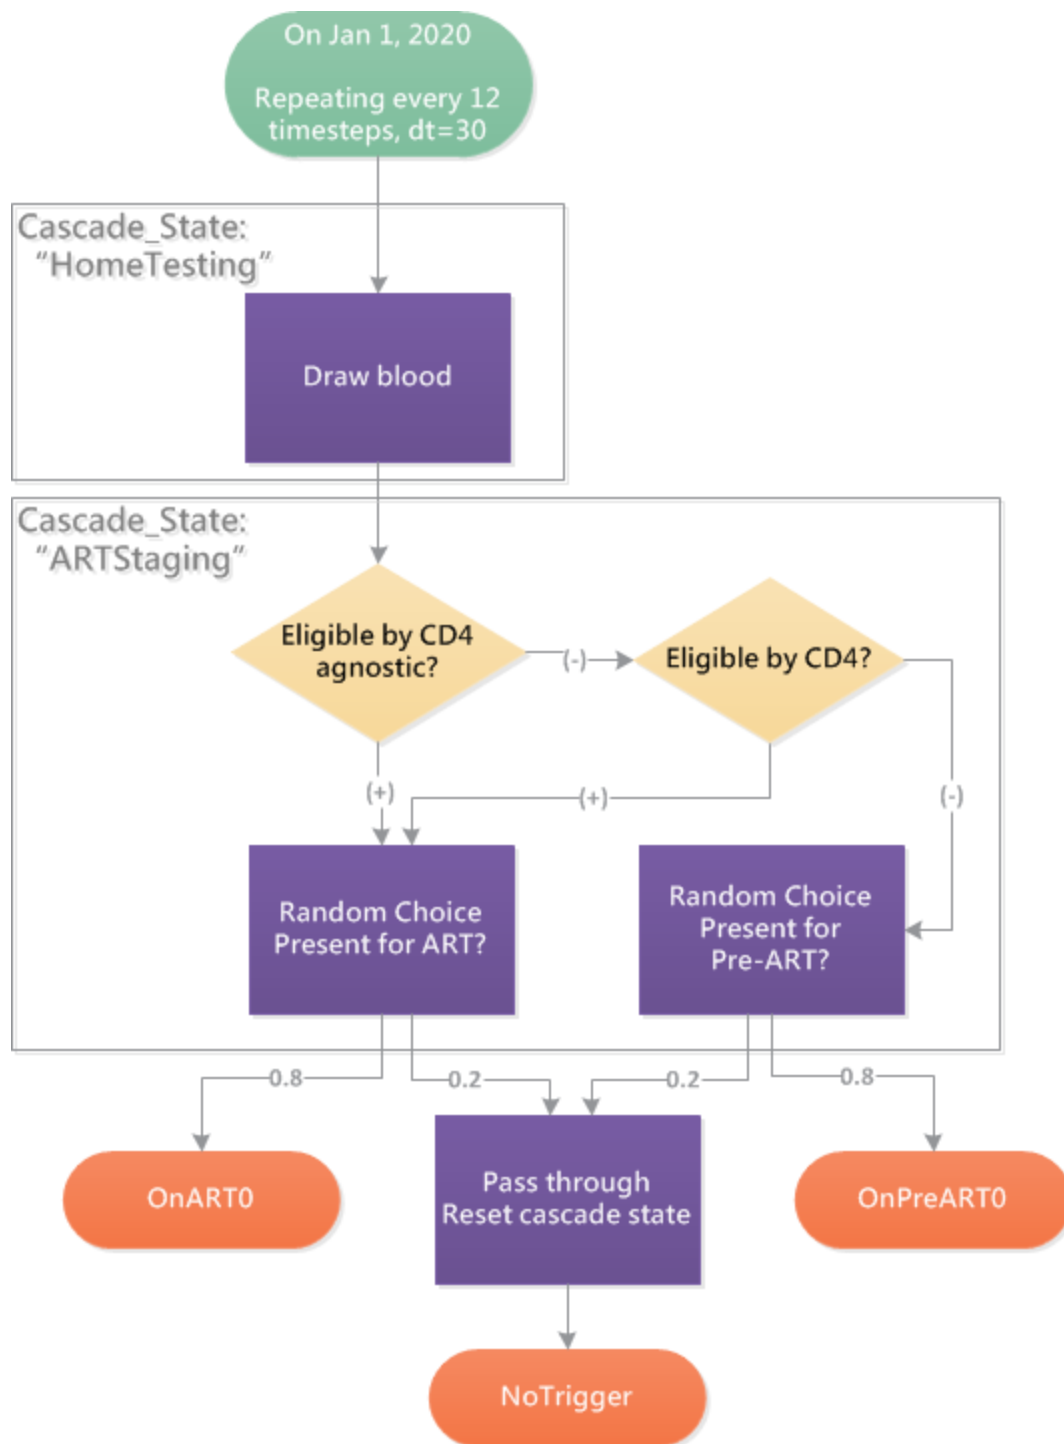 On Jan 1, 2020
Repeating every 12
timesteps, dt=30
Cascade_State:
“HomeTesting”
Draw blood
Cascade_State:
“ARTStaging”
Eligible by CD4
agnostic?
(-)
Eligible by CD4?
(+)
(+)
(-)
Random Choice
Present for ART?
Random Choice
Present for
Pre-ART?
0.8
0.2
0.2
0.8
OnART0
Pass through
Reset cascade state
OnPreART0
NoTrigger